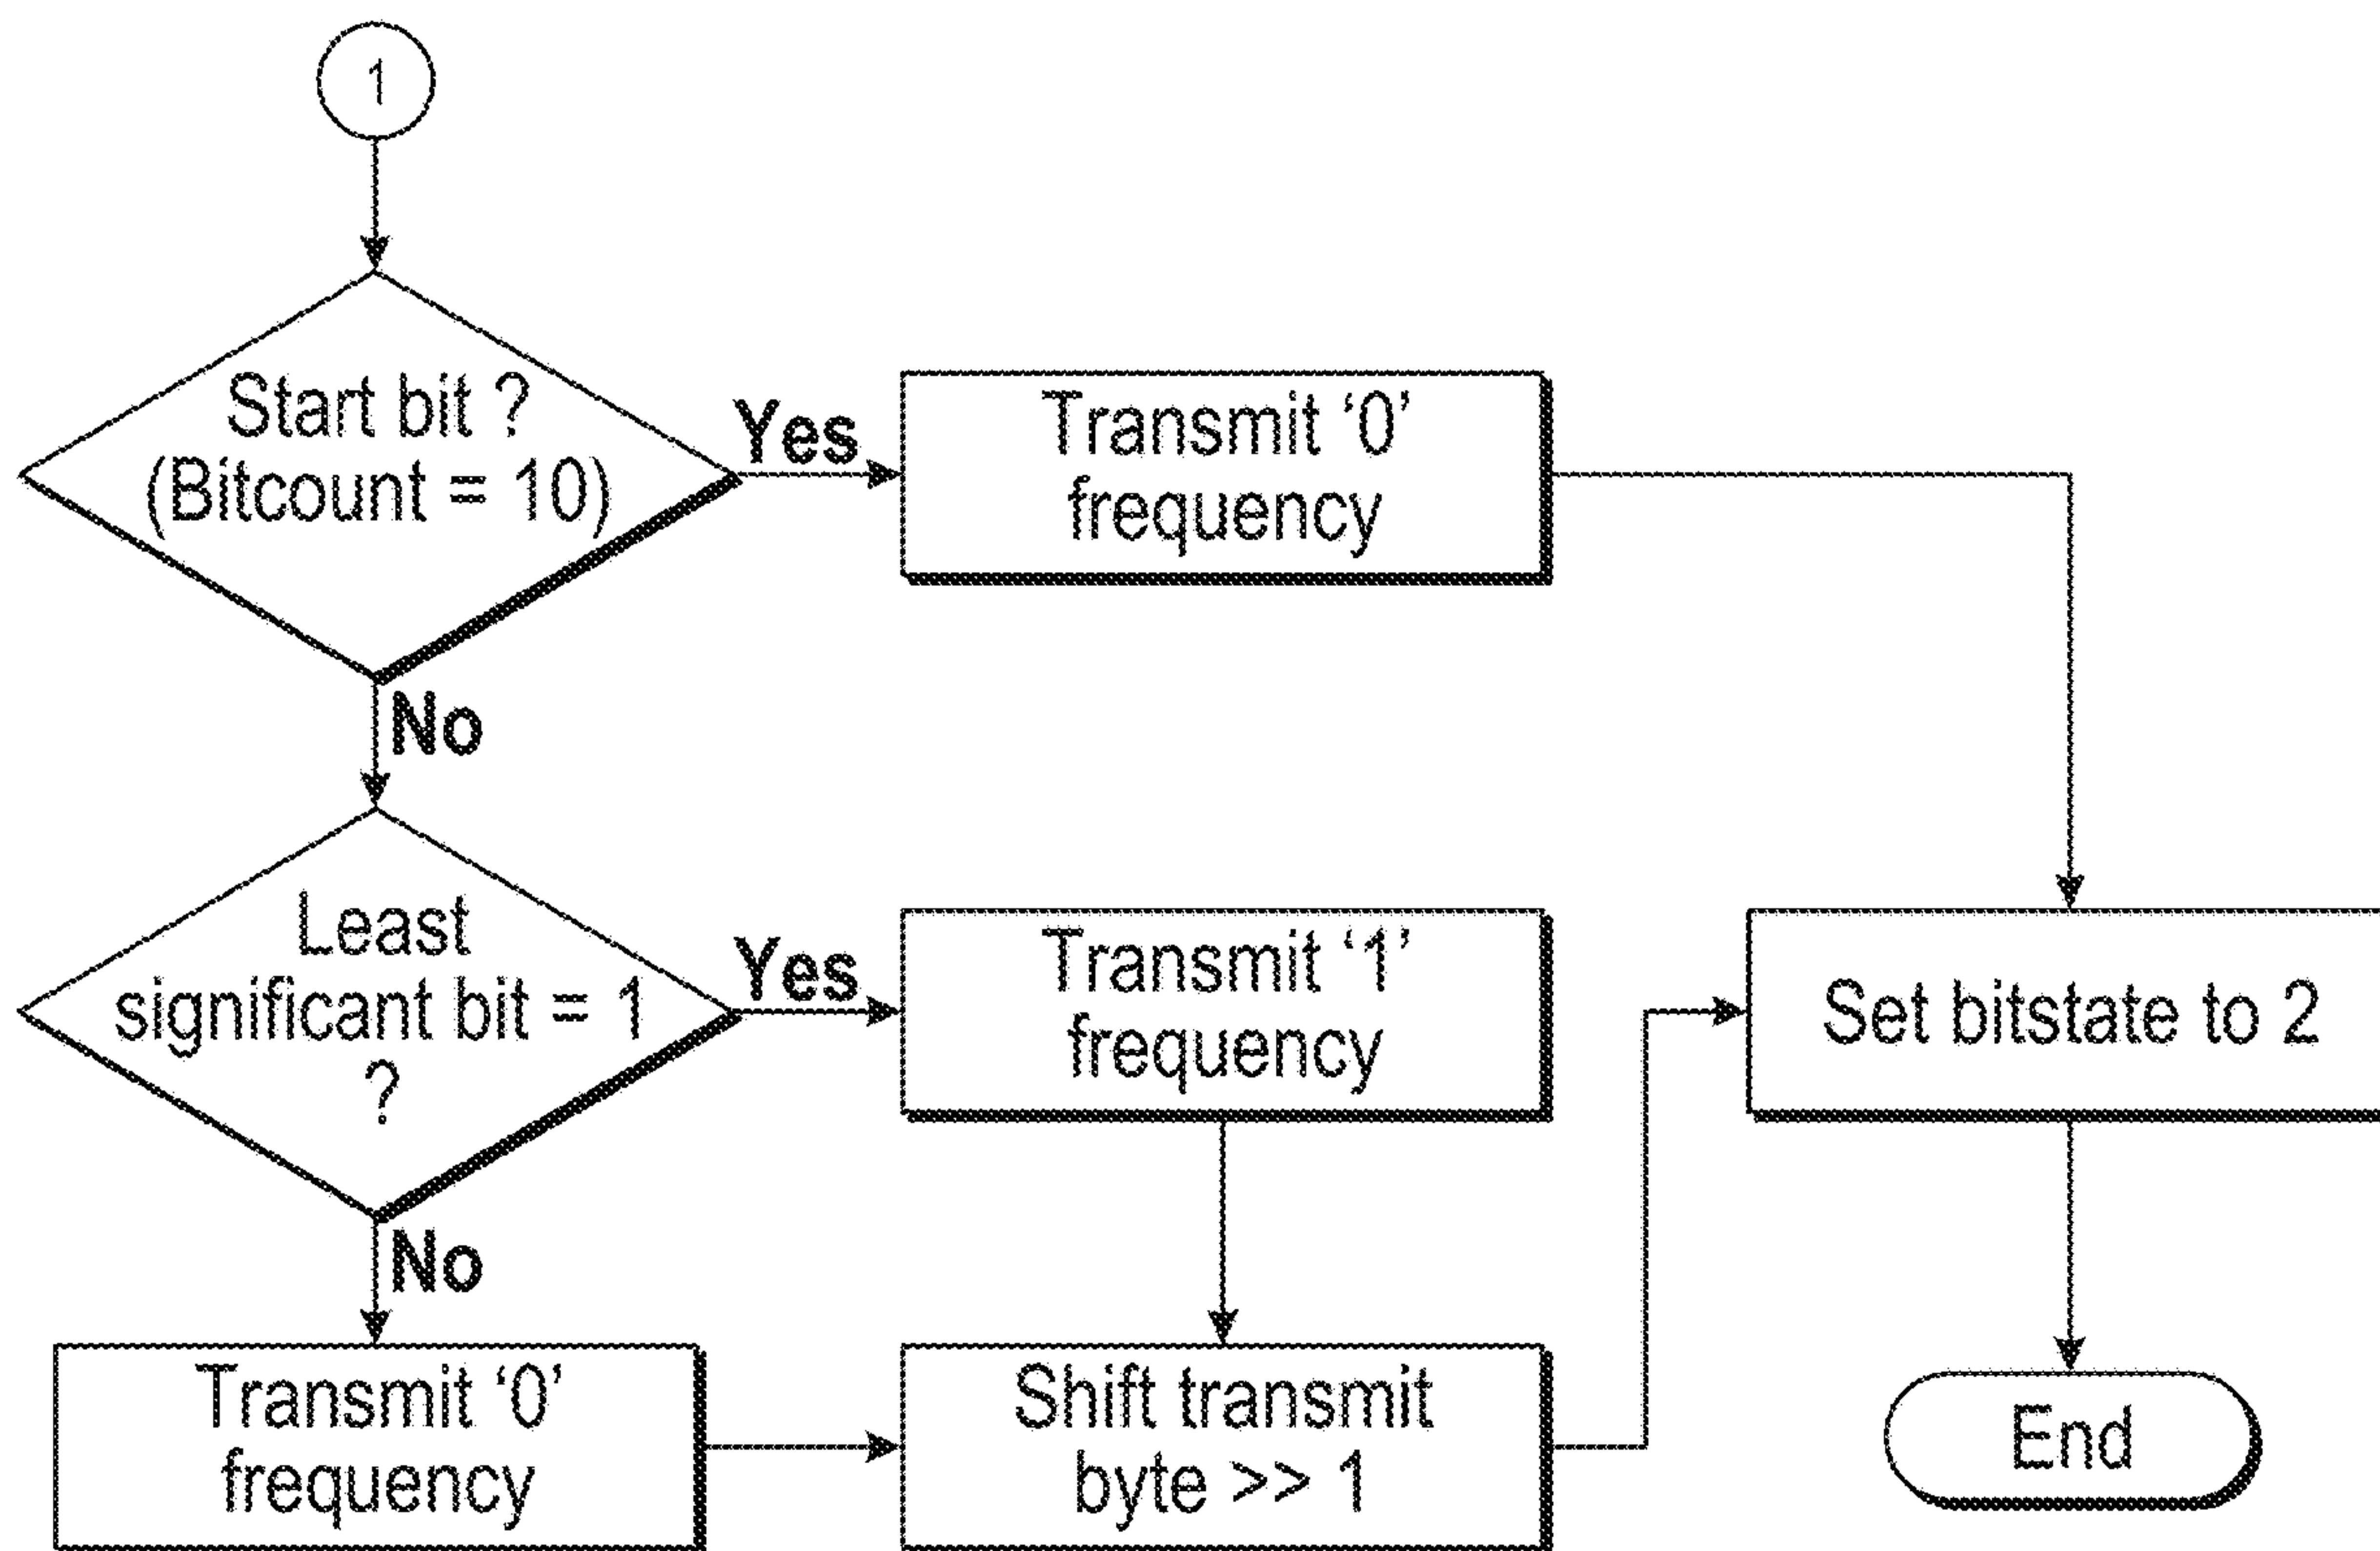 1
Start bit ?
(Bitcount = 10)
Yes
Transmit ‘0’
frequency
No
Least
significant bit = 1
?
Yes
Transmit ‘1’
frequency
Set bitstate to 2
No
Transmit ‘0’
frequency
Shift transmit
byte >> 1
End